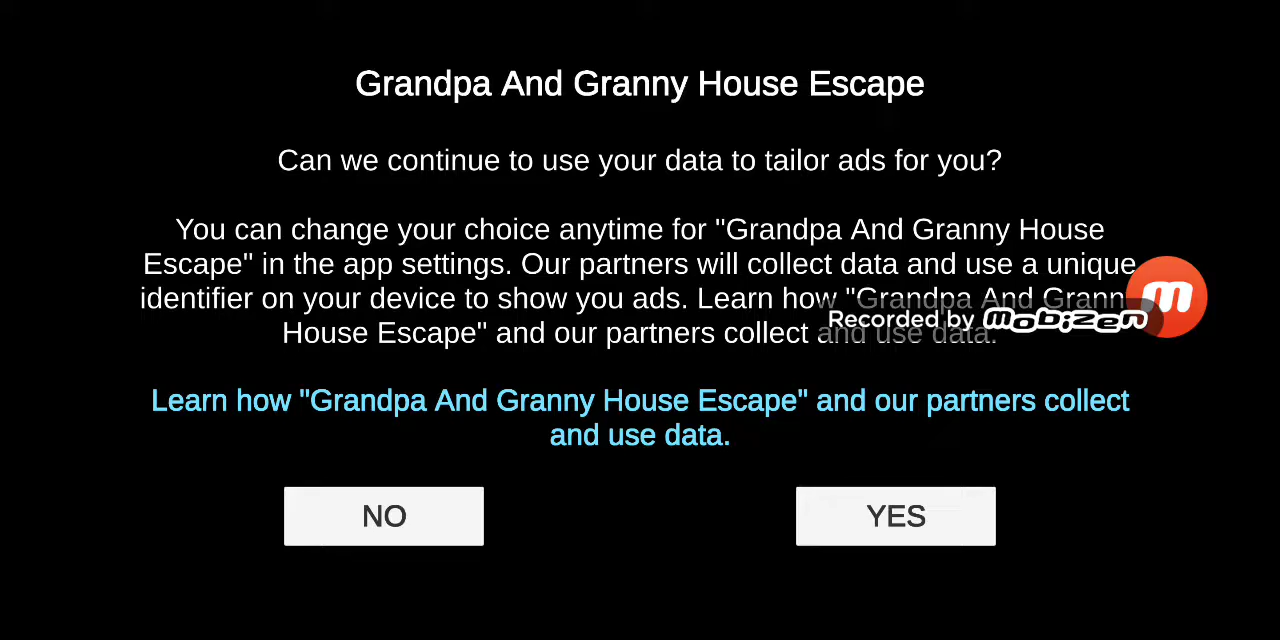 Grandpa And Granny House Escape
Can we continue to use your data to tailor ads for you?
You can change your choice anytime for "Grandpa And Granny House
Escape" in the app settings. Our partners will collect data and use a unique
identifier on your device to show you ads. Learn how "Grandpa And Grann
House Escape" and our partners collect and use data.
Recorded by mobizen
Learn how "Grandpa And Granny House Escape" and our partners collect
and use data.
NO
YES